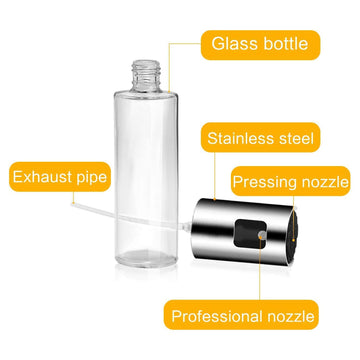 Glass bottle
Stainless steel
Exhaust pipe
Pressing nozzle
Professional nozzle